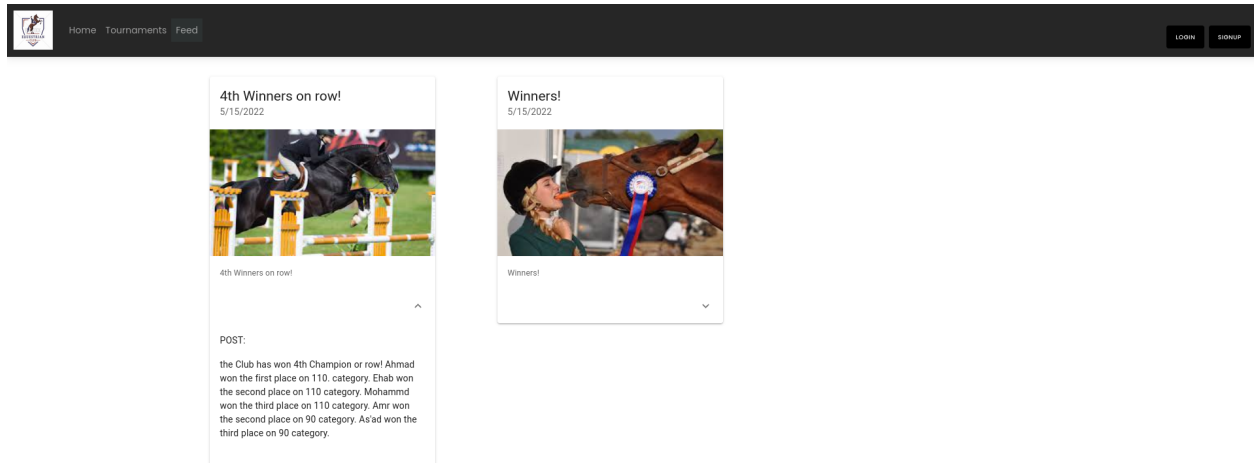 EQUESTRIAN
Home Tournaments Feed
LOGIN SIGNUP
4th Winners on row!
5/15/2022
4th Winners on row!
POST:
the Club has won 4th Champion or row! Ahmad
won the first place on 110. category. Ehab won
the second place on 110 category. Mohammd
won the third place on 110 category. Amr won
the second place on 90 category. As'ad won the
third place on 90 category.
Winners!
5/15/2022
Winners!